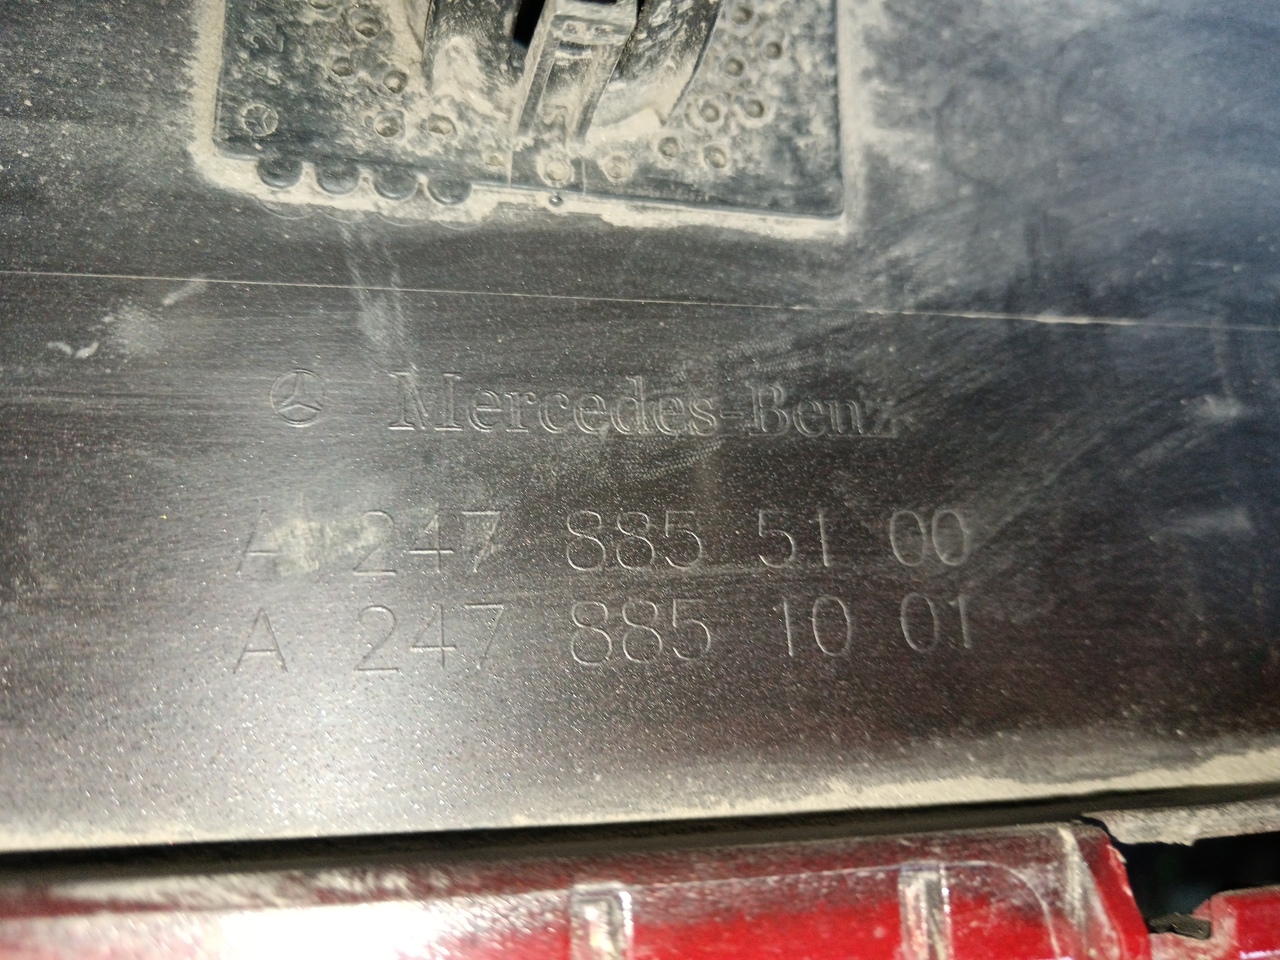 Mercedes-Benz
A 247 885 51 00
A 247 885 10 01